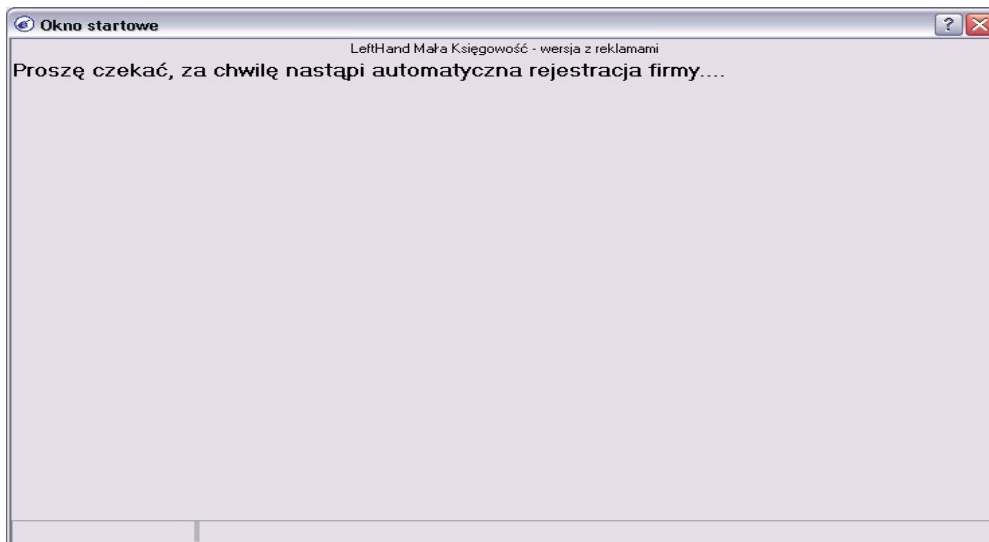 Okno startowe
LeftHand Mała Księgowość - wersja z reklamami
Proszę czekać, za chwilę nastąpi automatyczna rejestracja firmy....